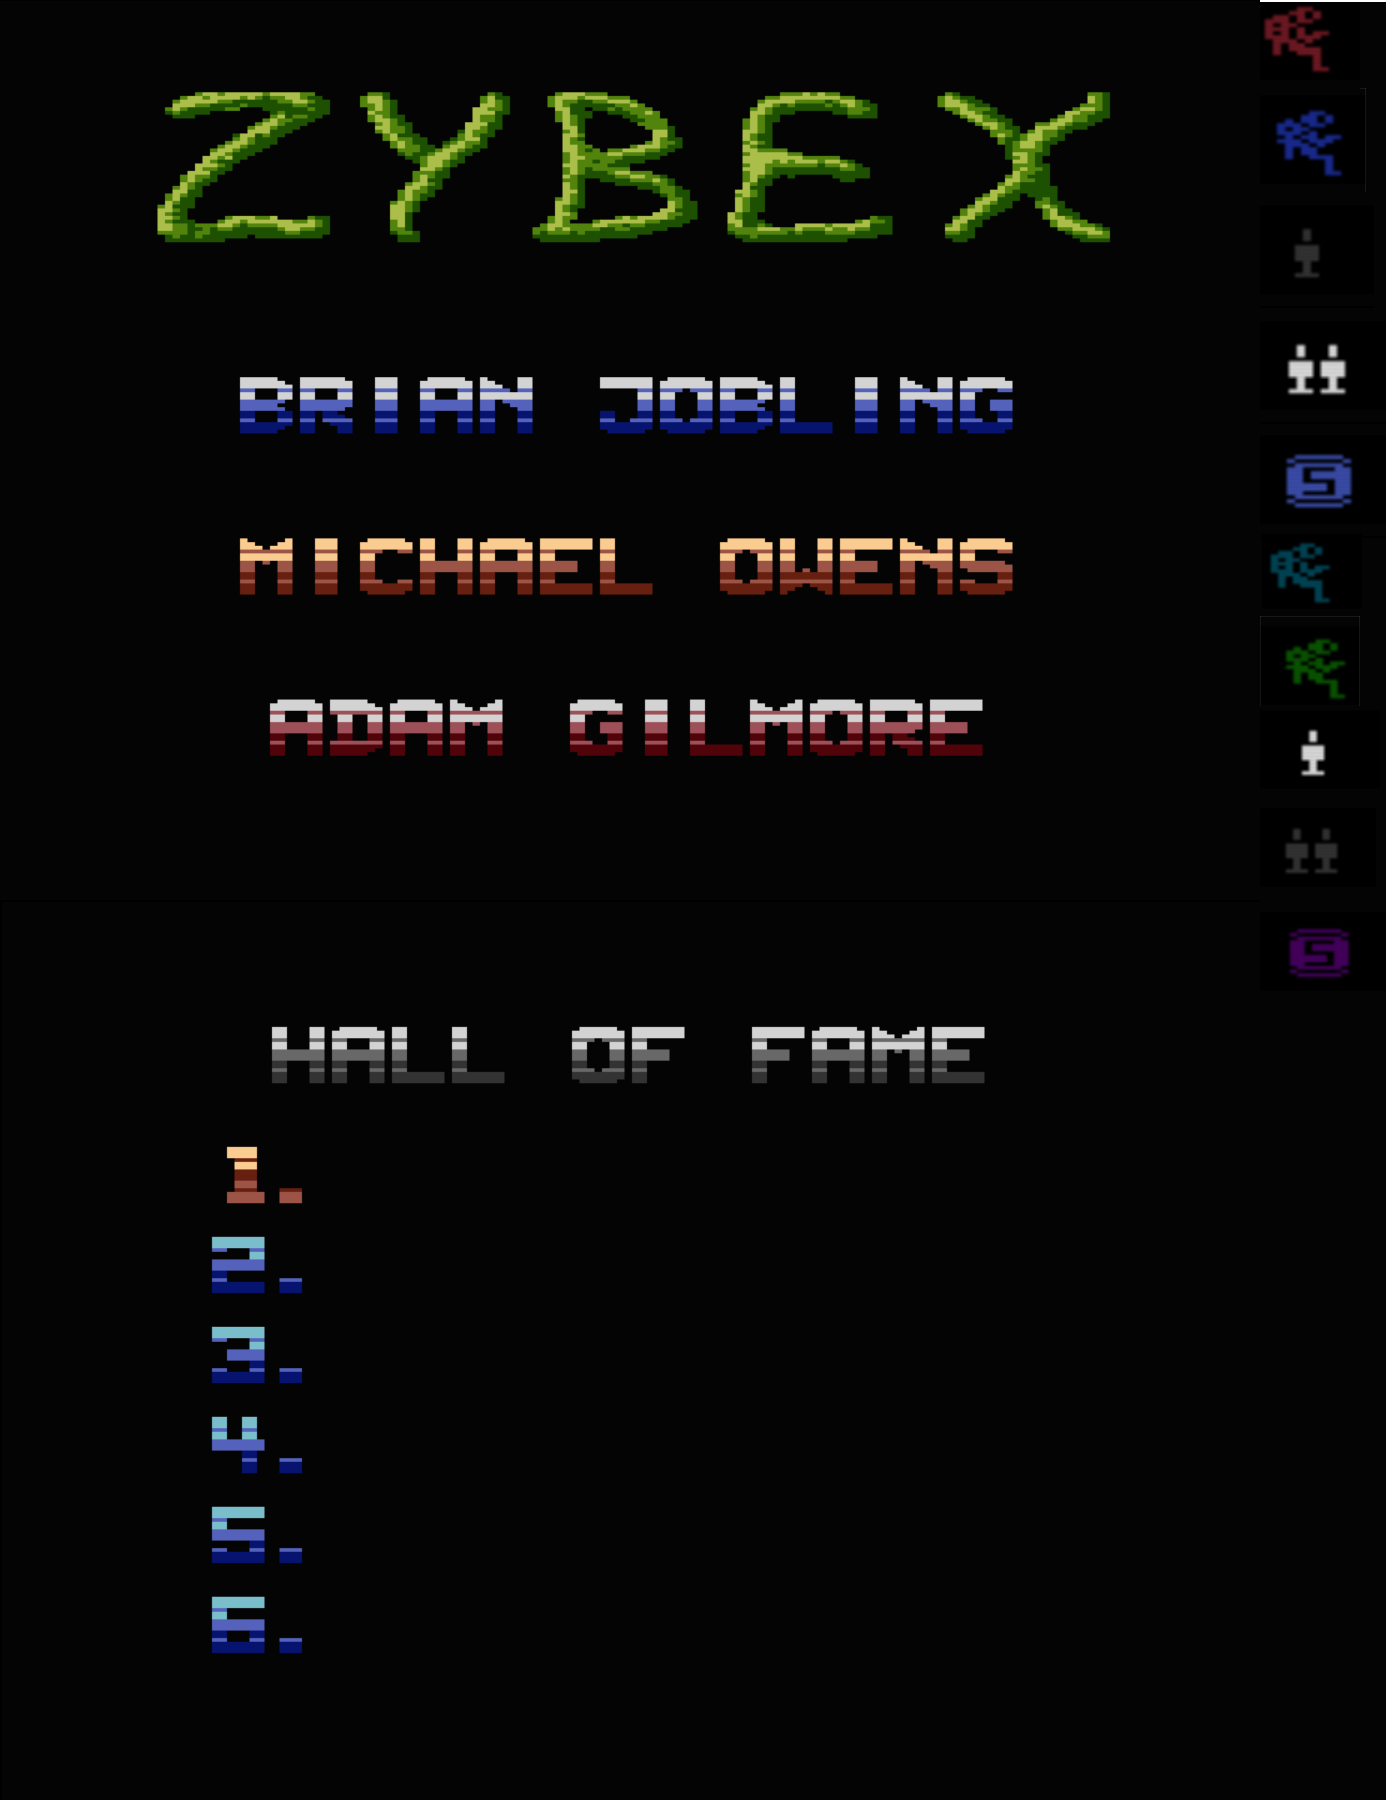 ZYBEX
BRIAN JOBLING
MICHAEL OWENS
ADAM GILMORE
S
S
HALL OF FAME
1.
2.
3.
4.
5.
6.